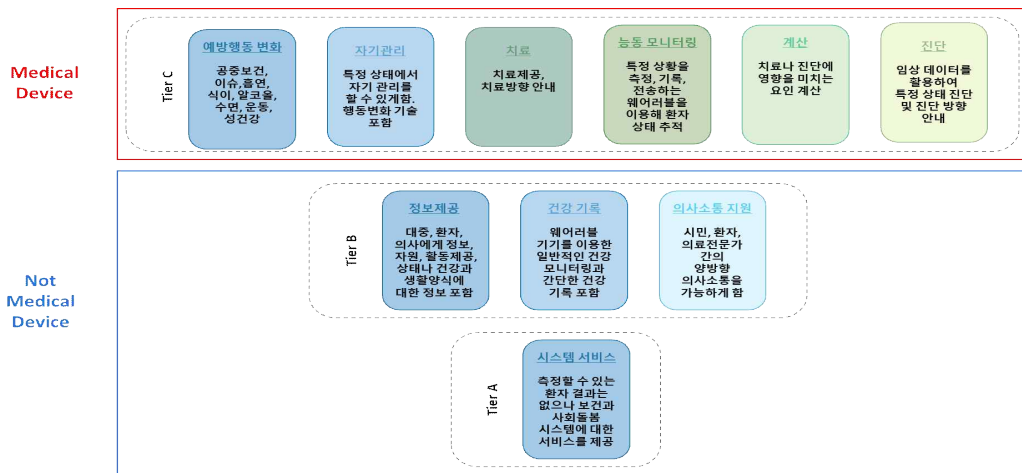 Medical
Device
Tier C
예방행동 변화
공중보건,
이슈,흡연,
식이, 알코올,
수면, 운동,
성건강
자기관리
특정 상태에서
자기 관리를
할 수 있게함.
행동변화 기술
포함
치료
치료제공,
치료방향 안내
능동 모니터링
특정 상황을
측정, 기록,
전송하는
웨어러블을
이용해 환자
상태 추적
계산
치료나 진단에
영향을 미치는
요인 계산
진단
임상 데이터를
활용하여
특정 상태 진단
및 진단 방향
안내
Not
Medical
Device
Tier B
정보제공
대중, 환자,
의사에게 정보,
자원, 활동제공,
상태나 건강과
생활양식에
대한 정보 포함
건강 기록
웨어러블
기기를 이용한
일반적인 건강
모니터링과
간단한 건강
기록 포함
의사소통 지원
시민, 환자,
의료전문가
간의
양방향
의사소통을
가능하게 함
Tier A
시스템 서비스
측정할 수 있는
환자 결과는
없으나 보건과
사회돌봄
시스템에 대한
서비스를 제공